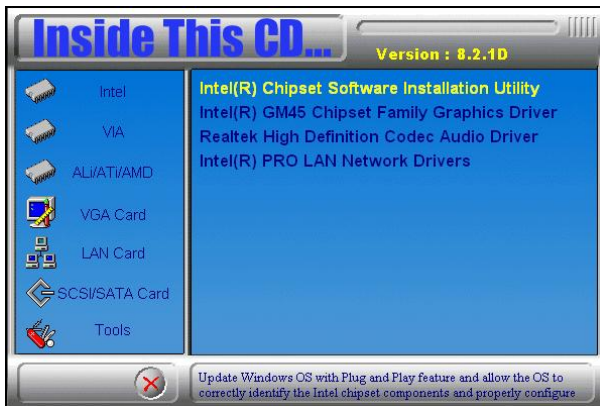 Inside This CD...
Version : 8.2.1D
Intel
VIA
ALi/ATi/AMD
VGA Card
LAN Card
SCSI/SATA Card
Tools
Intel(R) Chipset Software Installation Utility
Intel(R) GM45 Chipset Family Graphics Driver
Realtek High Definition Codec Audio Driver
Intel(R) PRO LAN Network Drivers
Update Windows OS with Plug and Play feature and allow the OS to
correctly identify the Intel chipset components and properly configure